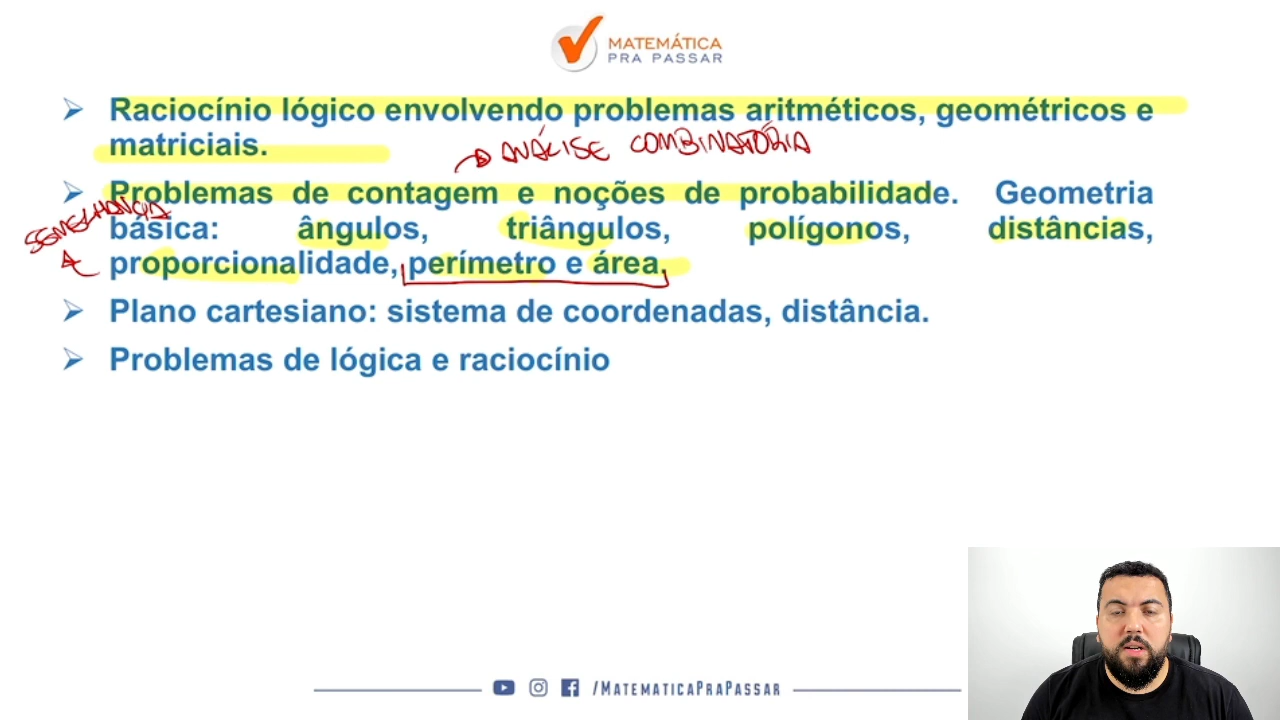 MATEMÁTICA
PRA PASSAR
Raciocínio lógico envolvendo problemas aritméticos, geométricos e
matriciais.
ANÁLISE COMBINATÓRIA
Problemas de contagem e noções de probabilidade. Geometria
SEMELHANÇA
básica: ângulos, triângulos, polígonos, distâncias,
proporcionalidade, perímetro e área.
Plano cartesiano: sistema de coordenadas, distância.
Problemas de lógica e raciocínio
/MATEMATICAPRAPASSAR